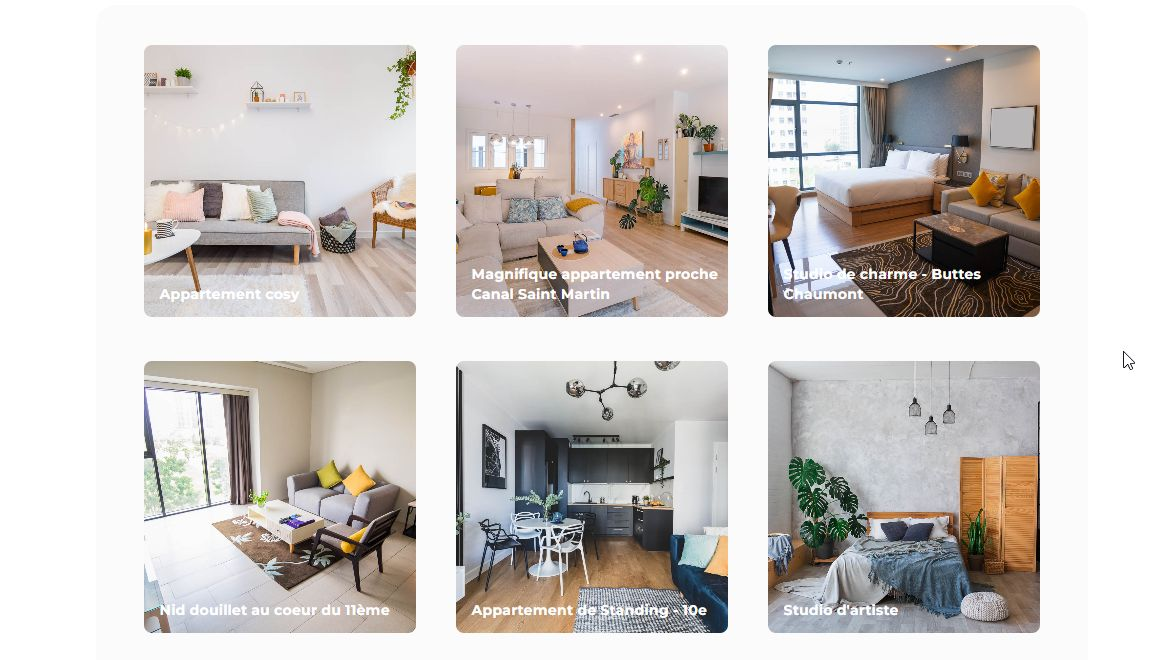 Appartement cosy
Magnifique appartement proche
Canal Saint Martin
Studio de charme - Buttes
Chaumont
Nid douillet au coeur du 11ème
Appartement de Standing - 10e
Studio d'artiste